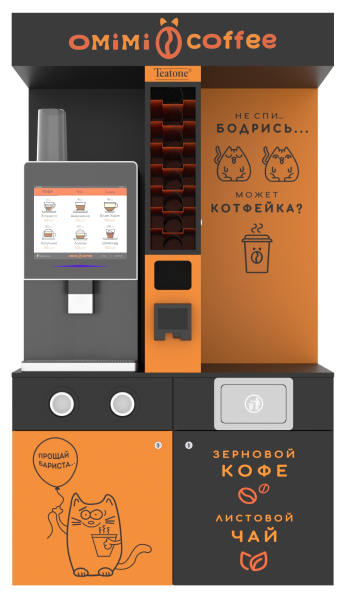 OMIMI COFFEE
Teatone®
НЕ СПИ...
БОДРИСЬ...
МОЖЕТ
КОТФЕЙКА?
ПРОЩАЙ
БАРИСТА...
ЗЕРНОВОЙ
КОФЕ
ЛИСТОВОЙ
ЧАЙ